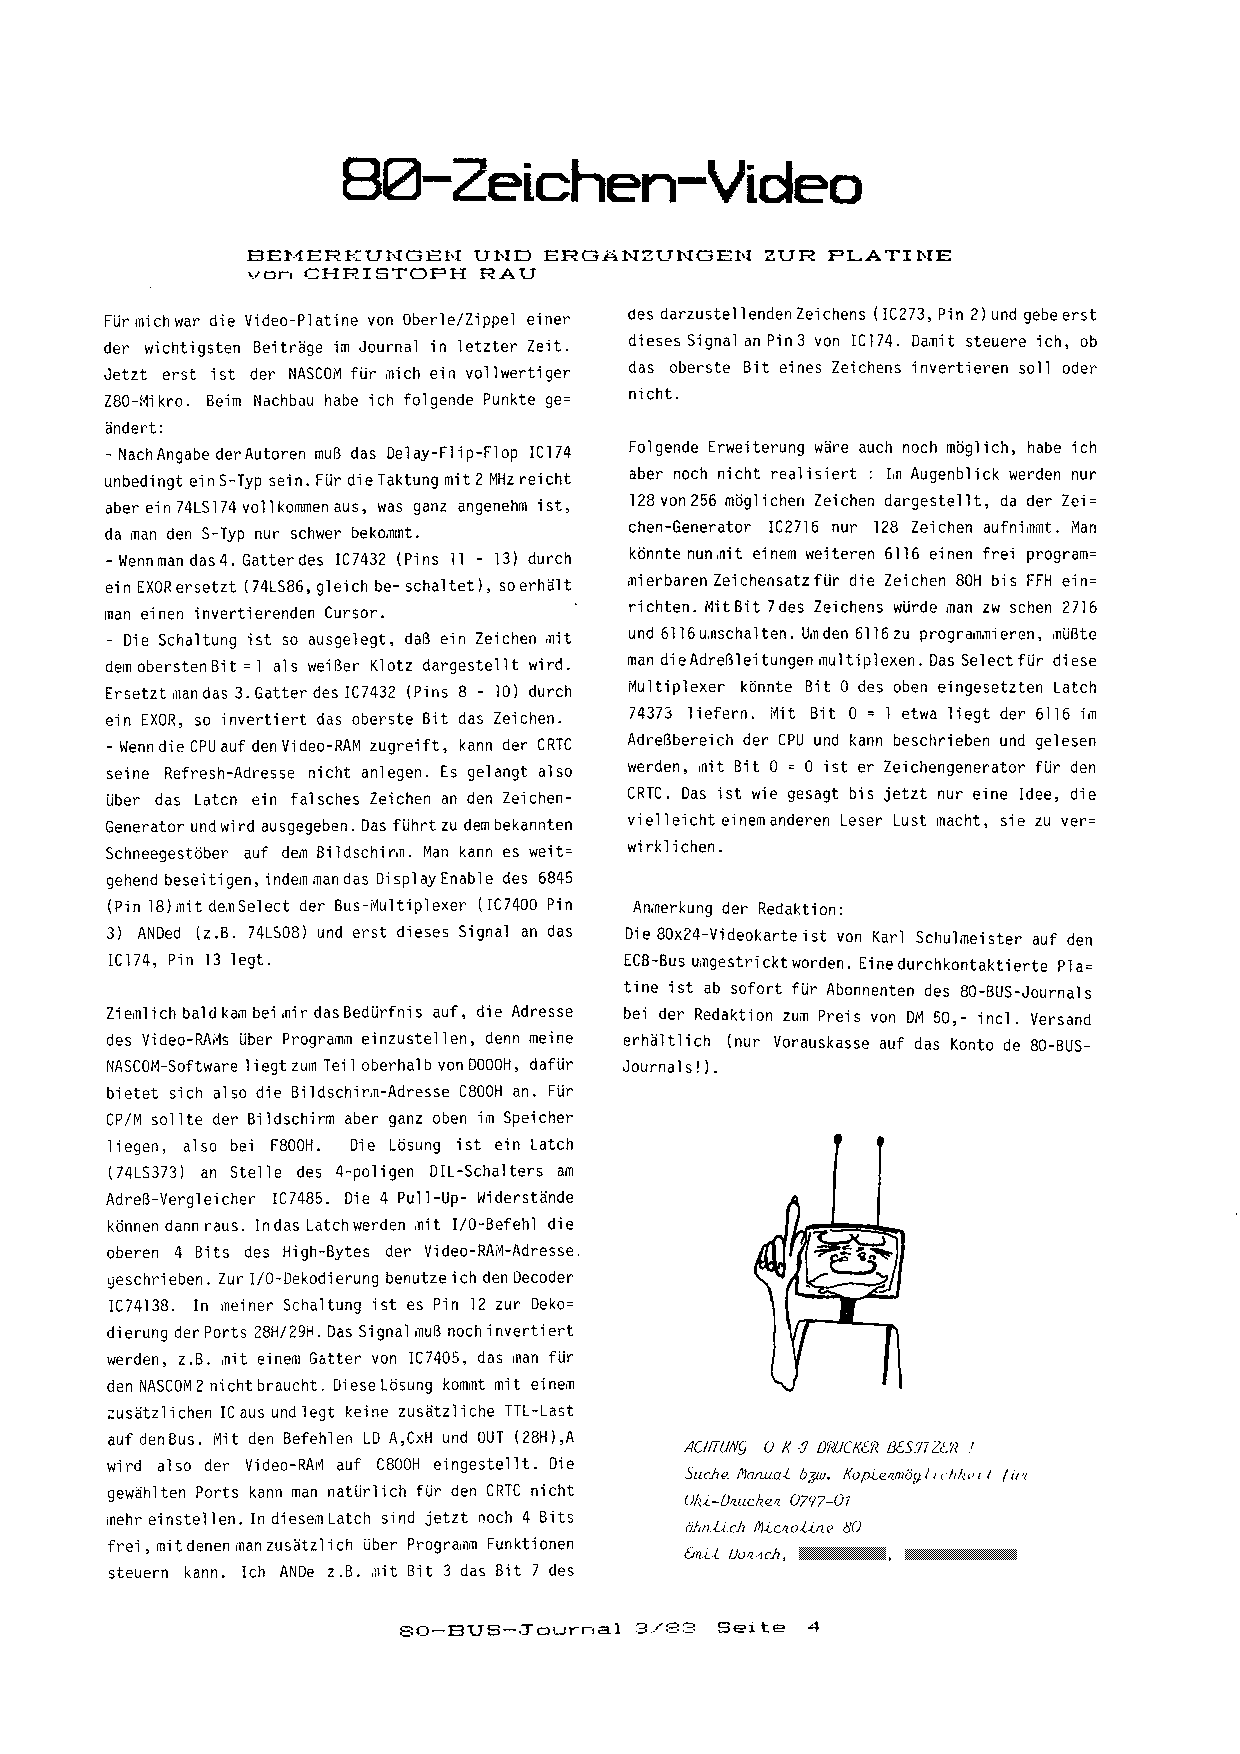 80-Zeichen-Video
BEMERKUNGEN UND ERGÄNZUNGEN ZUR PLATINE
von CHRISTOPH RAU
Für mich war die Video-Platine von Oberle/Zippel einer
der wichtigsten Beiträge im Journal in letzter Zeit.
Jetzt erst ist der NASCOM für mich ein vollwertiger
Z80-Mikro. Beim Nachbau habe ich folgende Punkte ge=
ändert:
- Nach Angabe der Autoren muß das Delay-Flip-Flop IC174
unbedingt ein S-Typ sein. Für die Taktung mit 2 MHz reicht
aber ein 74LS174 vollkommen aus, was ganz angenehm ist,
da man den S-Typ nur schwer bekommt.
- Wenn man das 4. Gatter des IC7432 (Pins 11 - 13) durch
ein EXOR ersetzt (74LS86, gleich be- schaltet), so erhält
man einen invertierenden Cursor.
- Die Schaltung ist so ausgelegt, daß ein Zeichen mit
dem obersten Bit = 1 als weißer Klotz dargestellt wird.
Ersetzt man das 3. Gatter des IC7432 (Pins 8 - 10) durch
ein EXOR, so invertiert das oberste Bit das Zeichen.
- Wenn die CPU auf den Video-RAM zugreift, kann der CRTC
seine Refresh-Adresse nicht anlegen. Es gelangt also
über das Latcn ein falsches Zeichen an den Zeichen-
Generator und wird ausgegeben. Das führt zu dem bekannten
Schneegestöber auf dem Bildschirm. Man kann es weit=
gehend beseitigen, indem man das Display Enable des 6845
(Pin 18) mit dem Select der Bus-Multiplexer (IC7400 Pin
3) ANDed (z.B. 74LS08) und erst dieses Signal an das
IC174, Pin 13 legt.
Ziemlich bald kam bei mir das Bedürfnis auf, die Adresse
des Video-RAMs über Programm einzustellen, denn meine
NASCOM-Software liegt zum Teil oberhalb von D000H, dafür
bietet sich also die Bildschirm-Adresse C800H an. Für
CP/M sollte der Bildschirm aber ganz oben im Speicher
liegen, also bei F800H. Die Lösung ist ein Latch
(74LS373) an Stelle des 4-poligen DIL-Schalters am
Adreß-Vergleicher IC7485. Die 4 Pull-Up- Widerstände
können dann raus. In das Latch werden mit I/O-Befehl die
oberen 4 Bits des High-Bytes der Video-RAM-Adresse.
geschrieben. Zur I/O-Dekodierung benutze ich den Decoder
IC74138. In meiner Schaltung ist es Pin 12 zur Deko=
dierung der Ports 28H/29H. Das Signal muß noch invertiert
werden, z.B. mit einem Gatter von IC7405, das man für
den NASCOM 2 nicht braucht. Diese Lösung kommt mit einem
zusätzlichen IC aus und legt keine zusätzliche TTL-Last
auf den Bus. Mit den Befehlen LD A,CxH und OUT (28H),A
wird also der Video-RAM auf C800H eingestellt. Die
gewählten Ports kann man natürlich für den CRTC nicht
mehr einstellen. In diesem Latch sind jetzt noch 4 Bits
frei, mit denen man zusätzlich über Programm Funktionen
steuern kann. Ich ANDe z.B. mit Bit 3 das Bit 7 des
des darzustellenden Zeichens (IC273, Pin 2) und gebe erst
dieses Signal an Pin 3 von IC174. Damit steuere ich, ob
das oberste Bit eines Zeichens invertieren soll oder
nicht.
Folgende Erweiterung wäre auch noch möglich, habe ich
aber noch nicht realisiert : Im Augenblick werden nur
128 von 256 möglichen Zeichen dargestellt, da der Zei=
chen-Generator IC2716 nur 128 Zeichen aufnimmt. Man
könnte nun mit einem weiteren 6116 einen frei program=
mierbaren Zeichensatz für die Zeichen 80H bis FFH ein=
richten. Mit Bit 7 des Zeichens würde man zw schen 2716
und 6116 umschalten. Um den 6116 zu programmieren, müßte
man die Adreßleitungen multiplexen. Das Select für diese
Multiplexer könnte Bit 0 des oben eingesetzten Latch
74373 liefern. Mit Bit 0 = 1 etwa liegt der 6116 im
Adreßbereich der CPU und kann beschrieben und gelesen
werden, mit Bit 0 = 0 ist er Zeichengenerator für den
CRTC. Das ist wie gesagt bis jetzt nur eine Idee, die
vielleicht einem anderen Leser Lust macht, sie zu ver=
wirklichen.
Anmerkung der Redaktion:
Die 80x24-Videokarte ist von Karl Schulmeister auf den
ECB-Bus umgestrickt worden. Eine durchkontaktierte Pla=
tine ist ab sofort für Abonnenten des 80-BUS-Journals
bei der Redaktion zum Preis von DM 50,- incl. Versand
erhältlich (nur Vorauskasse auf das Konto de 80-BUS-
Journals!).
ACHTUNG O K I DRUCKER BESITZER !
Suche Manual bzw. Kopienmöglichkeit für
Oki-Drucker 0797-01
ähnlich Microline 80
Emil
80-BUS-Journal 3/83 Seite 4